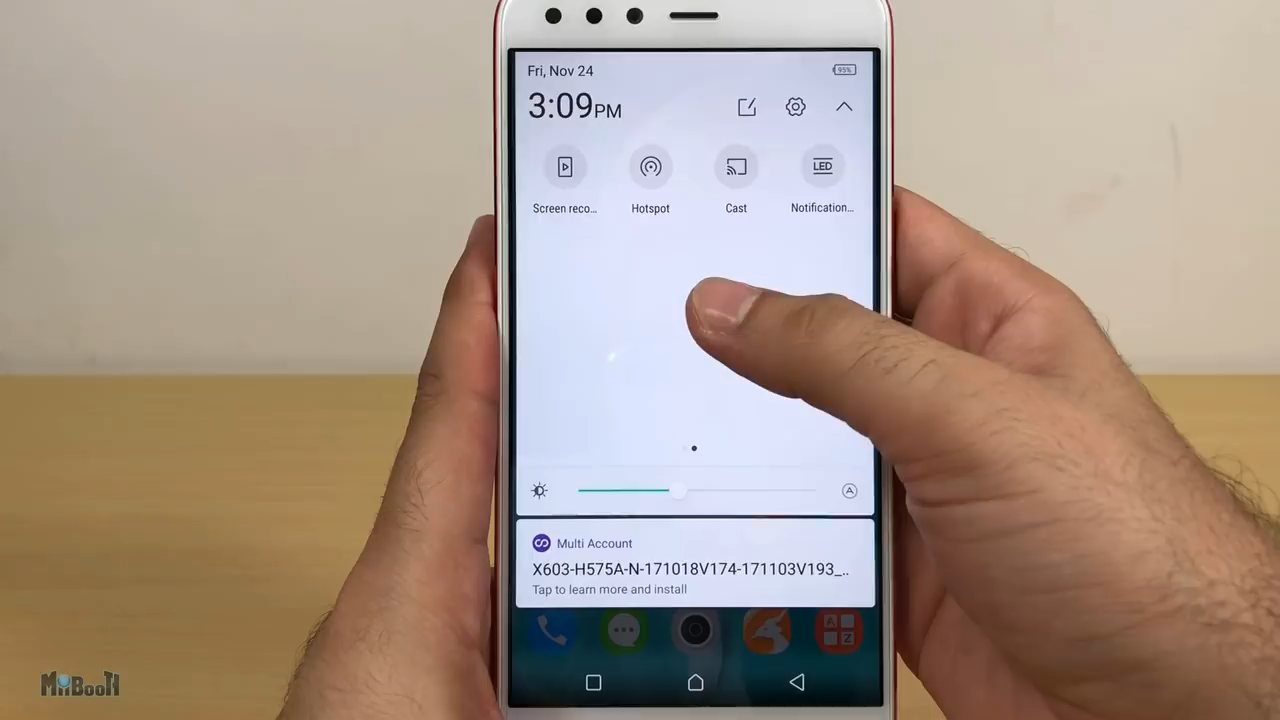 Fri, Nov 24
95%
3:09PM
LED
Screen reco...
Hotspot
Cast
Notification...
A
Multi Account
X603-H575A-N-171018V174-171103V193_..
Tap to learn more and install
A
Z
MiiBooTH